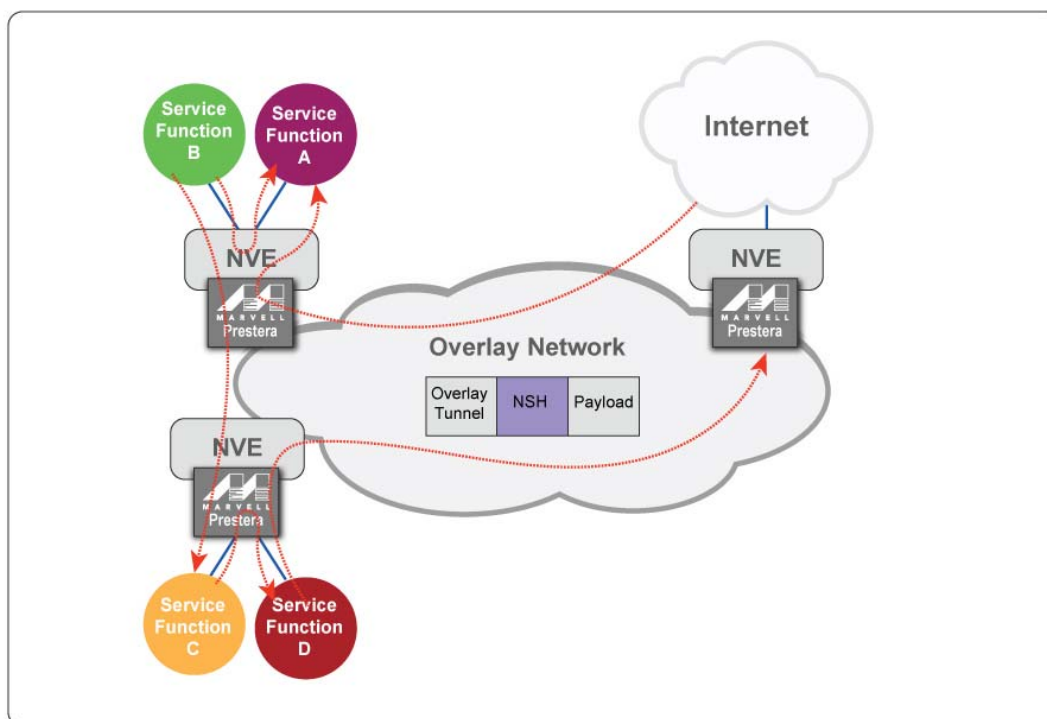 Service
Function
B
Service
Function
A
Internet
NVE
MARVELL
Prestera
NVE
MARVELL
Prestera
Overlay Network
Overlay
Tunnel
NSH
Payload
NVE
MARVELL
Prestera
Service
Function
C
Service
Function
D